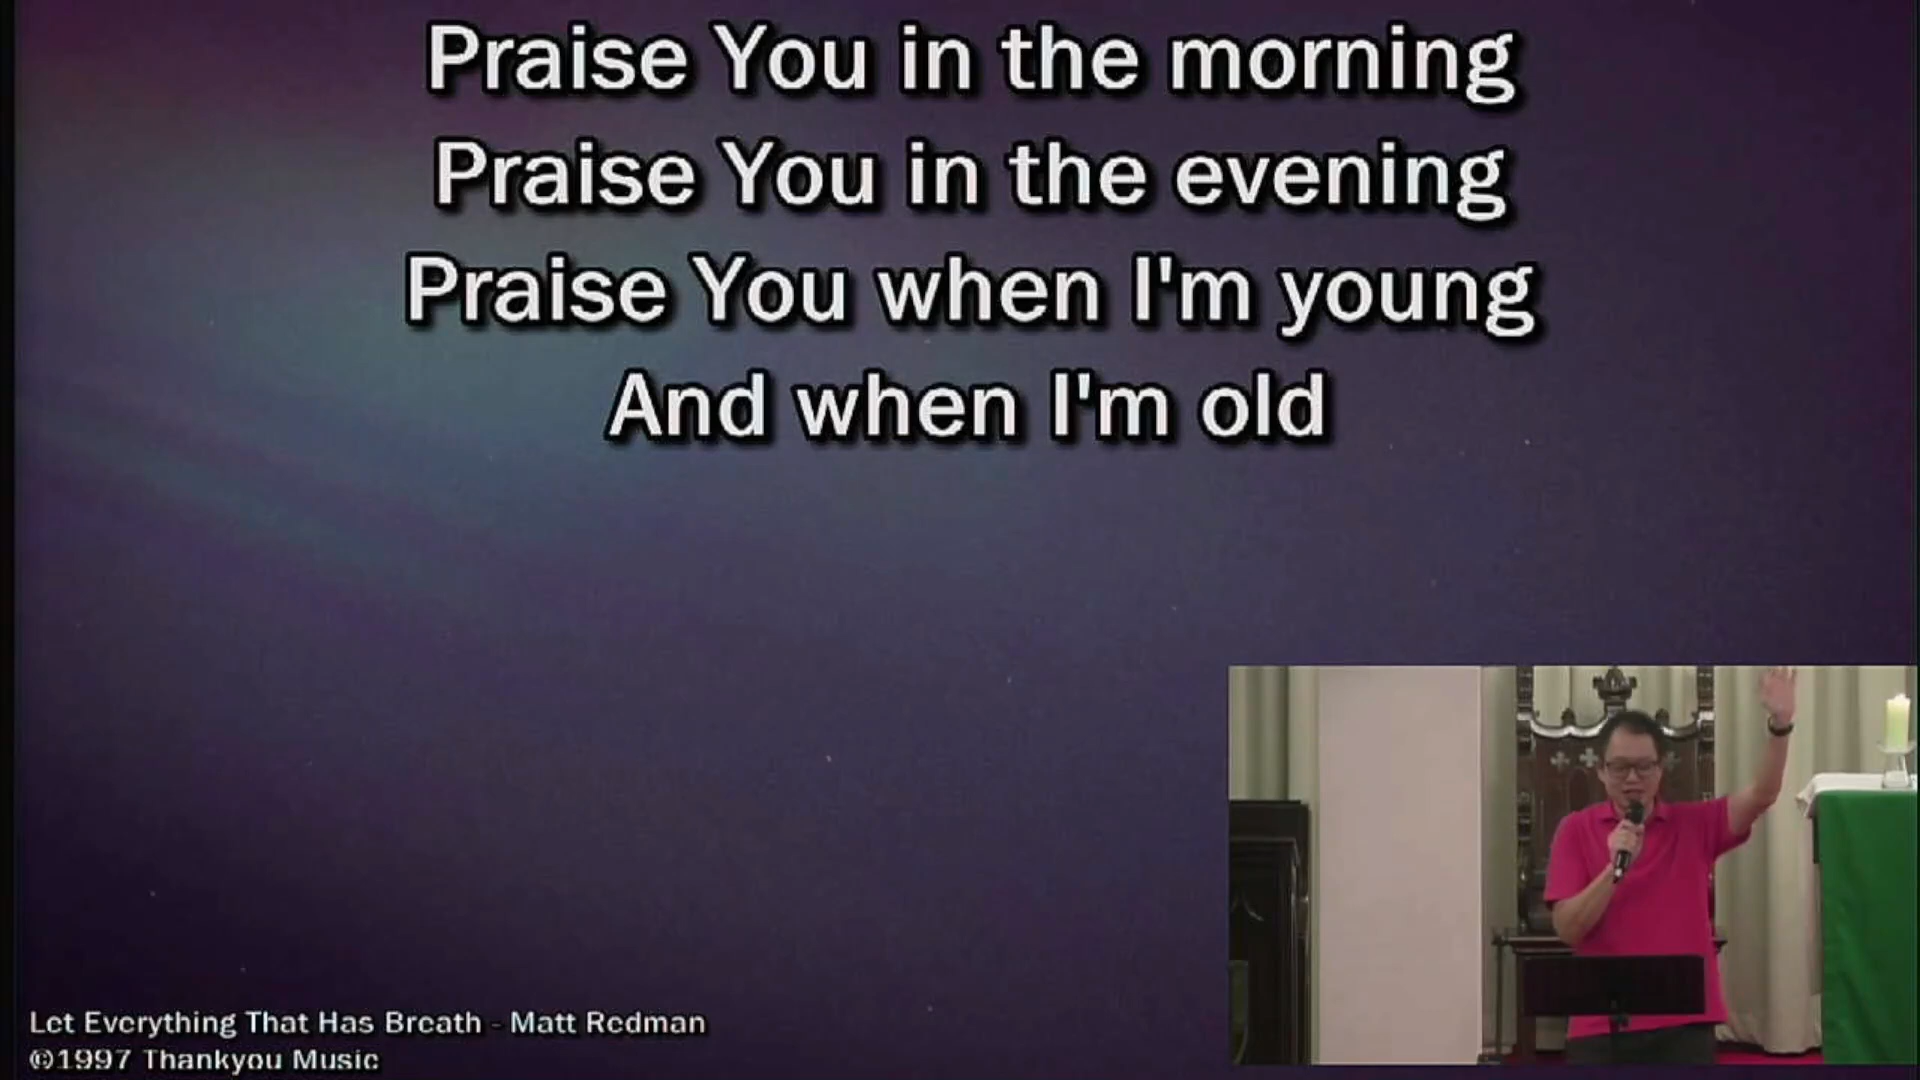 Praise You in the morning
Praise You in the evening
Praise You when I'm young
And when I'm old
Let Everything That Has Breath - Matt Redman
©1997 Thankyou Music